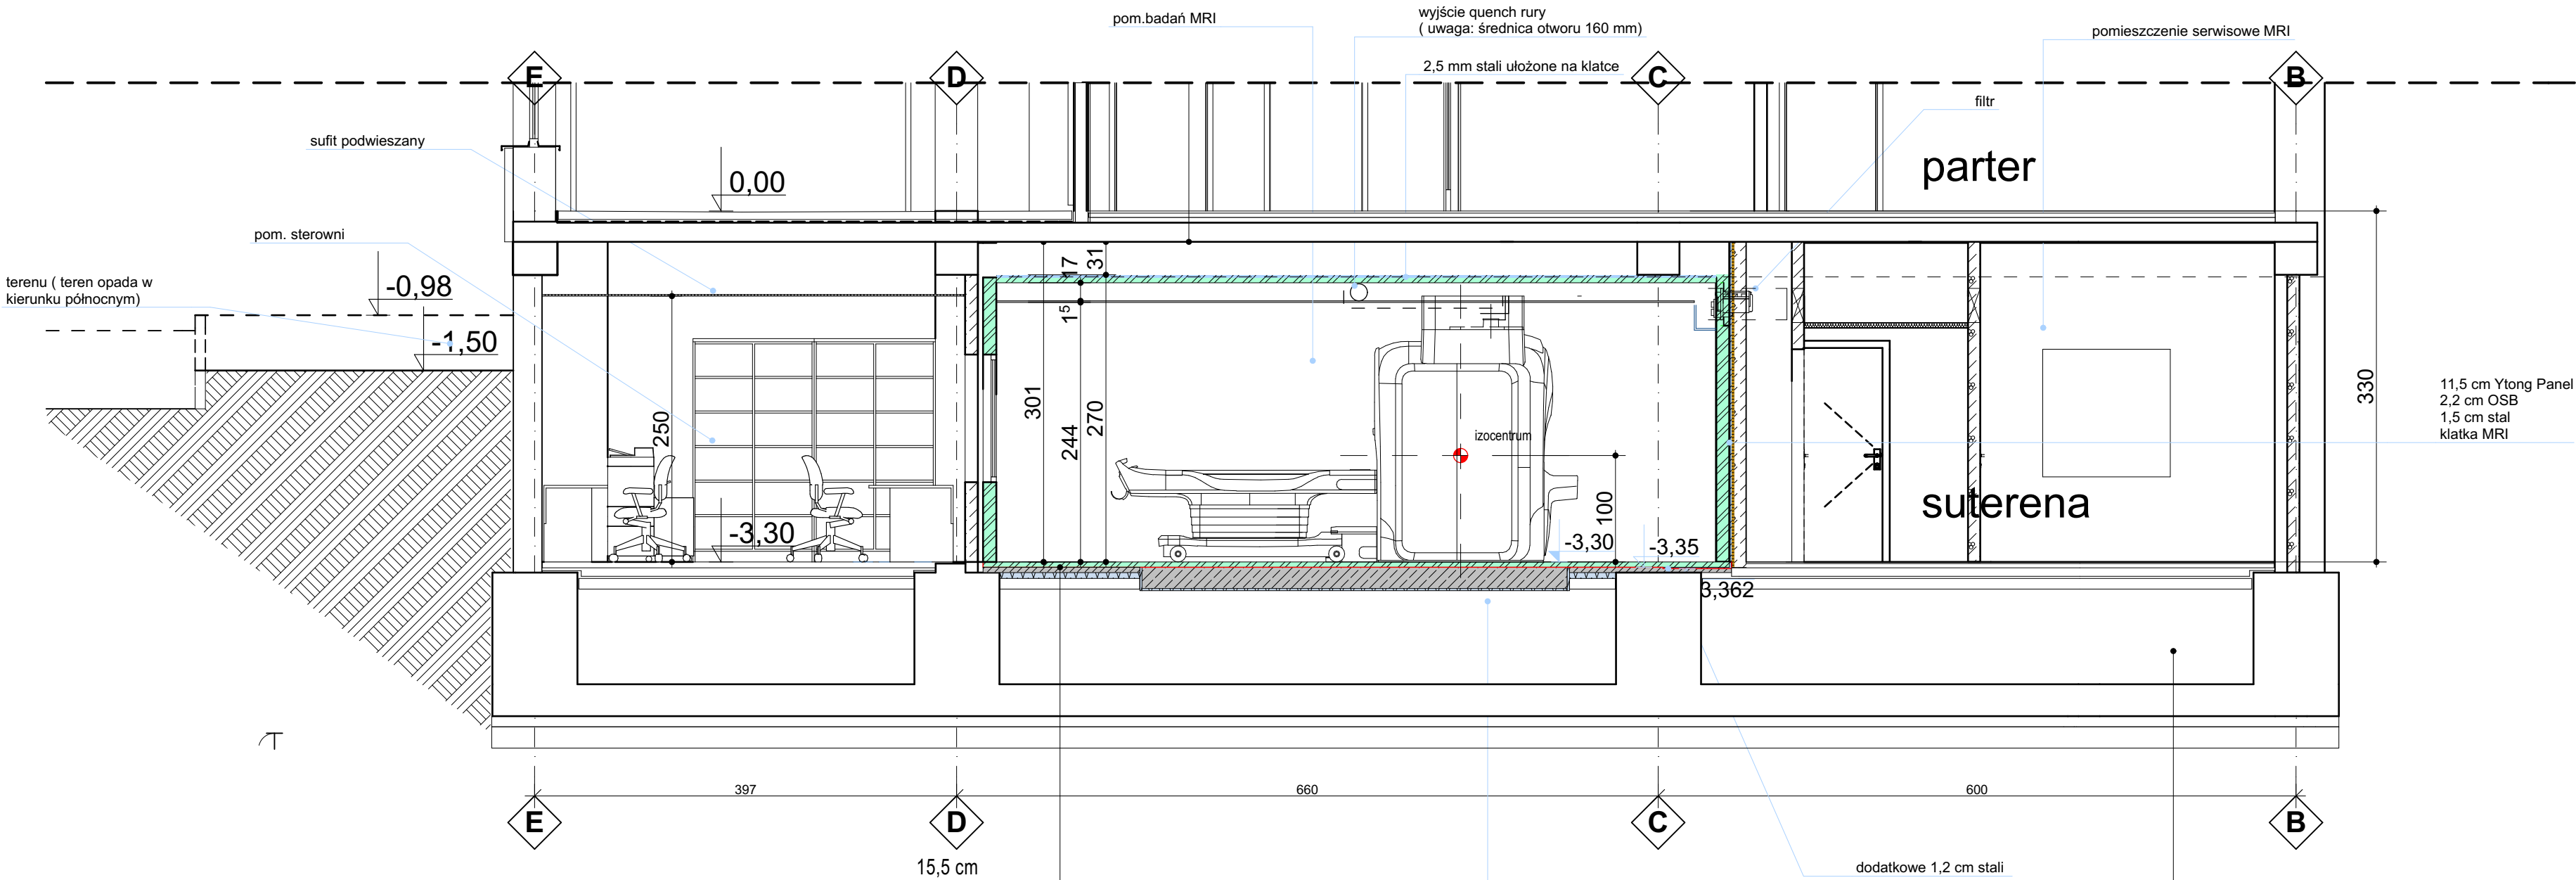 pom.badań MRI
wyjście quench rury
( uwaga: średnica otworu 160 mm)
pomieszczenie serwisowe MRI
2,5 mm stali ułożone na klatce
E
D
C
B
filtr
sufit podwieszany
parter
0,00
pom. sterowni
terenu ( teren opada w
kierunku północnym)
-0,98
-1,50
17
31
1⁵
301
244
270
250
330
11,5 cm Ytong Panel
2,2 cm OSB
1,5 cm stal
klatka MRI
izocentrum
100
suterena
-3,30
-3,30
-3,35
3,362
397
660
600
E
D
C
B
15,5 cm
dodatkowe 1,2 cm stali